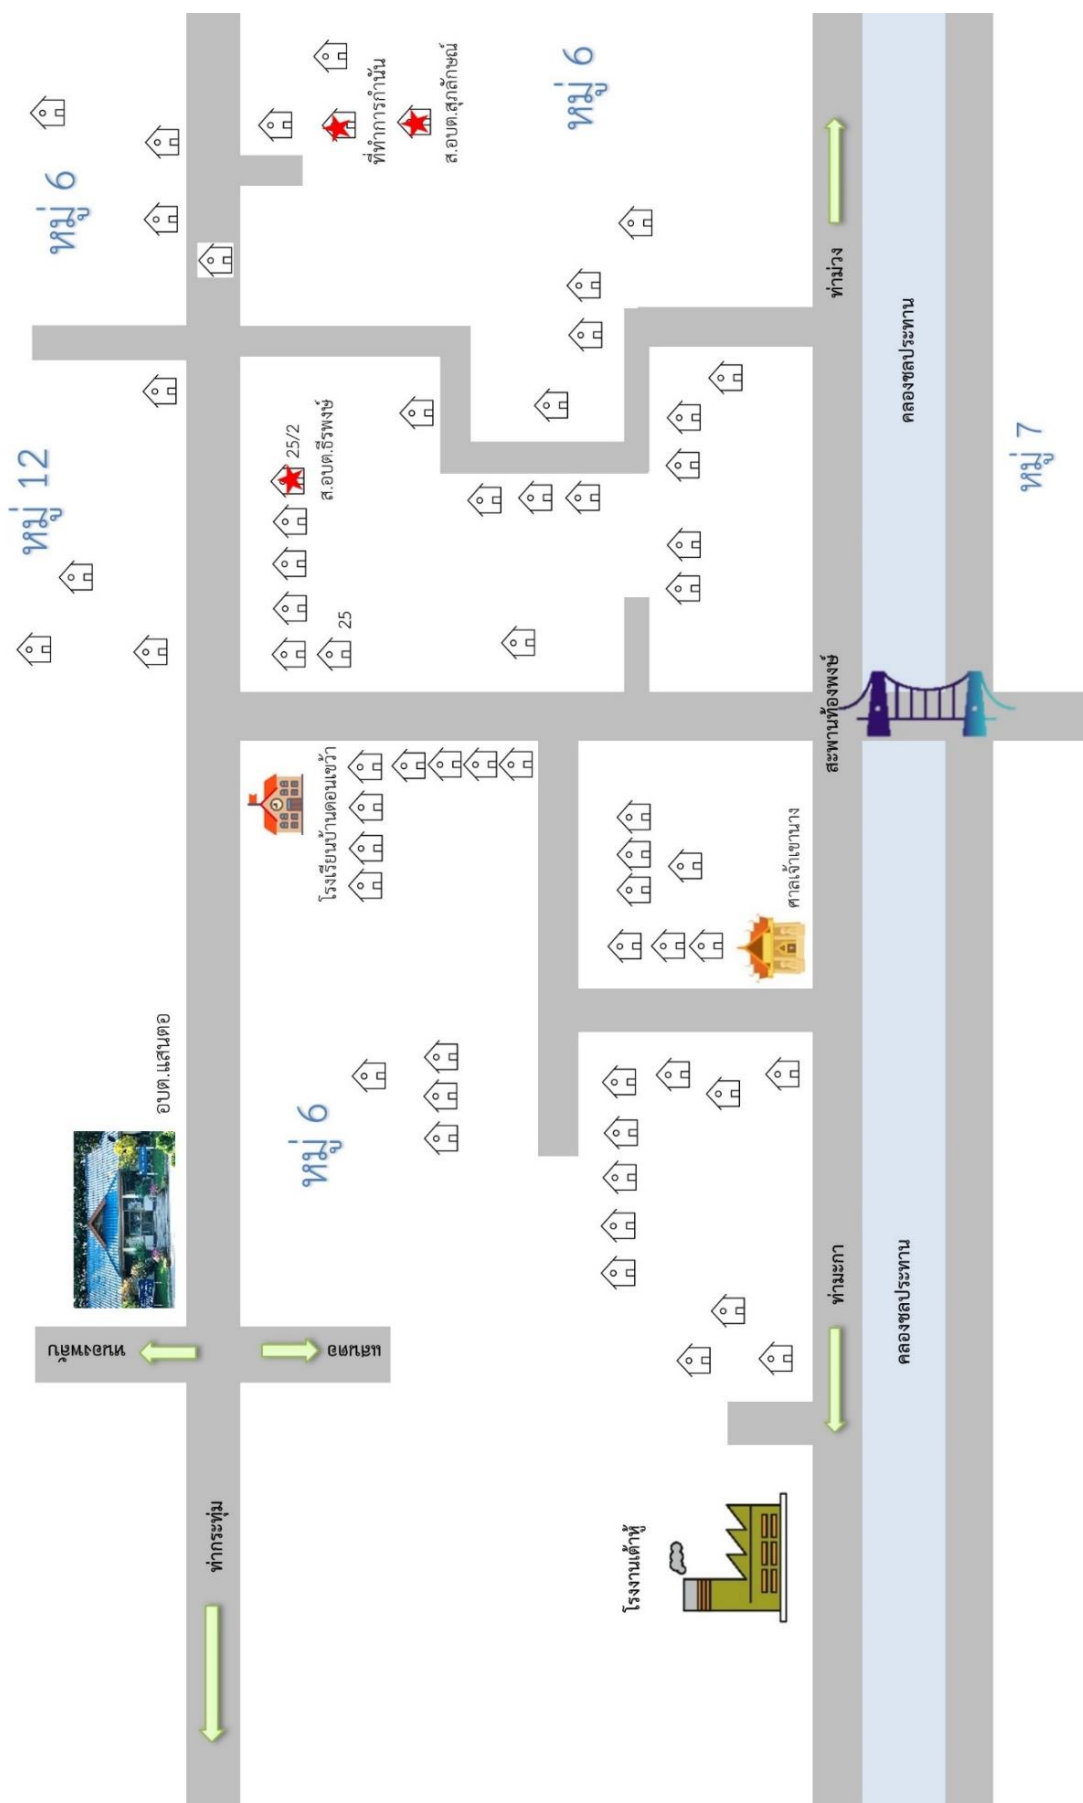 หมู่ 6
หมู่ 12
ที่ทำการกำนัน
ส.อบต.สุภลักษณ์
หมู่ 6
25/2
ส.อบต.ธีรพงษ์
25
ท่าม่วง
คลองชลประทาน
หมู่ 7
สะพานท้องพงษ์
โรงเรียนบ้านดอนเขว้า
ศาลเจ้าเขานาง
อบต.แสนตอ
หมู่ 6
หนองพลับ
แสนตอ
ท่ามะกา
คลองชลประทาน
ท่ากระทุ่ม
โรงงานเต้าหู้